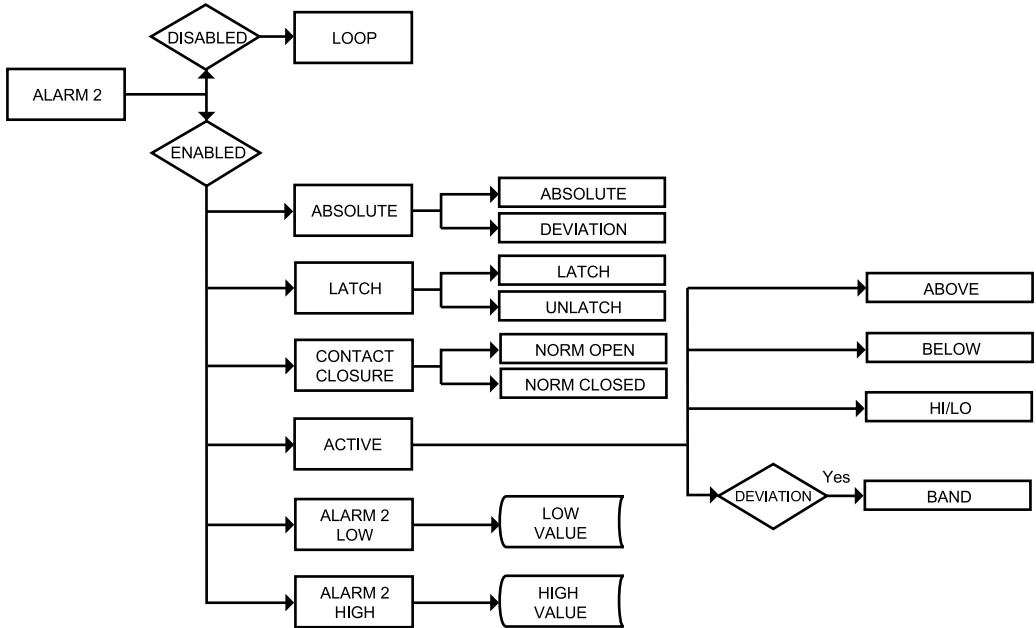 DISABLED
LOOP
ALARM 2
ENABLED
ABSOLUTE
ABSOLUTE
DEVIATION
LATCH
LATCH
UNLATCH
CONTACT
CLOSURE
NORM OPEN
NORM CLOSED
ACTIVE
ABOVE
BELOW
HI/LO
DEVIATION
Yes
BAND
ALARM 2
LOW
LOW
VALUE
ALARM 2
HIGH
HIGH
VALUE